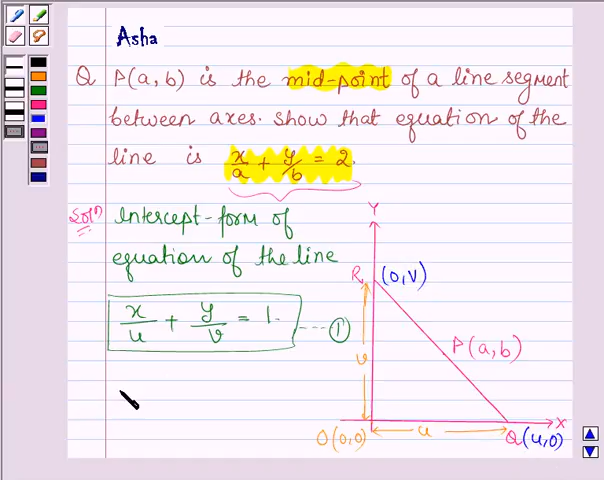 Asha
Q P(a, b) is the mid-point of a line segment
between axes. Show that equation of the
line is x/a + y/b = 2.
Soln Intercept-form of
equation of the line
x/u + y/v = 1. ---- ①
Y
R (0, V)
v
P(a, b)
O(0,0) u Q(u,0) X